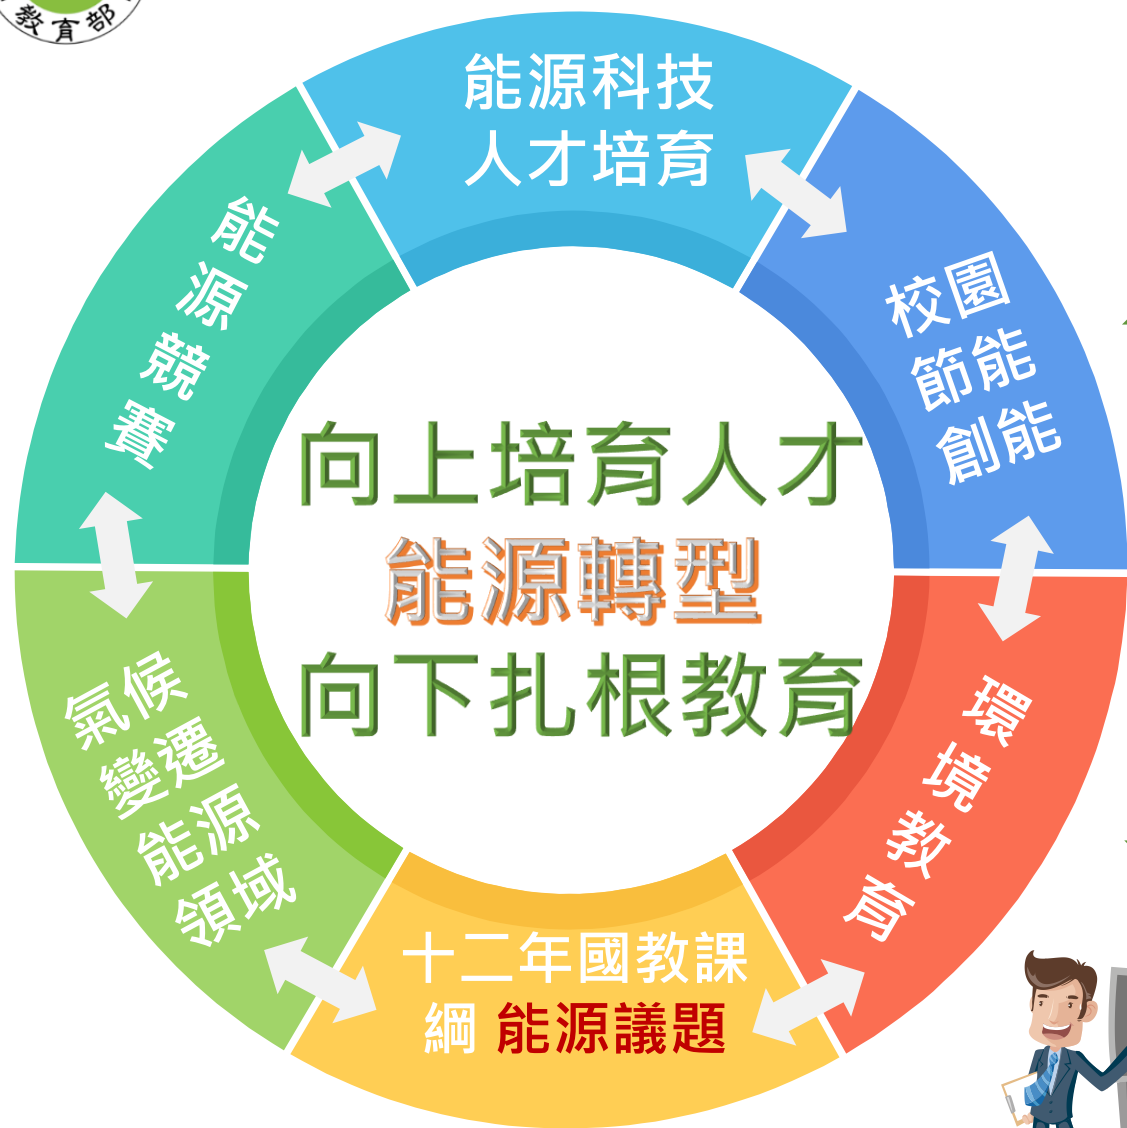 教育部
能源科技
人才培育
校園
節能
創能
環境教育
十二年國教課
綱 能源議題
氣候
變遷
能源
領域
能源競賽
向上培育人才
能源轉型
向下扎根教育